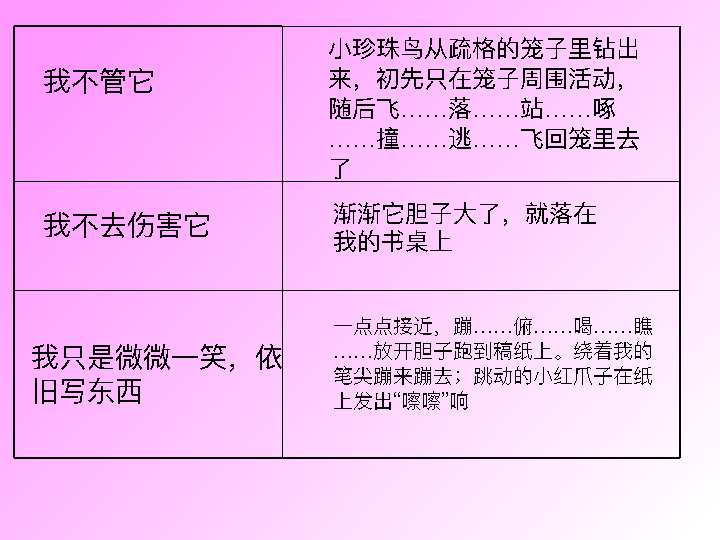 我不管它
小珍珠鸟从疏格的笼子里钻出
来，初先只在笼子周围活动，
随后飞……落……站……啄
……撞……逃……飞回笼里去
了
我不去伤害它
渐渐它胆子大了，就落在
我的书桌上
我只是微微一笑，依
旧写东西
一点点接近，蹦……俯……喝……瞧
……放开胆子跑到稿纸上。绕着我的
笔尖蹦来蹦去；跳动的小红爪子在纸
上发出“嚓嚓”响